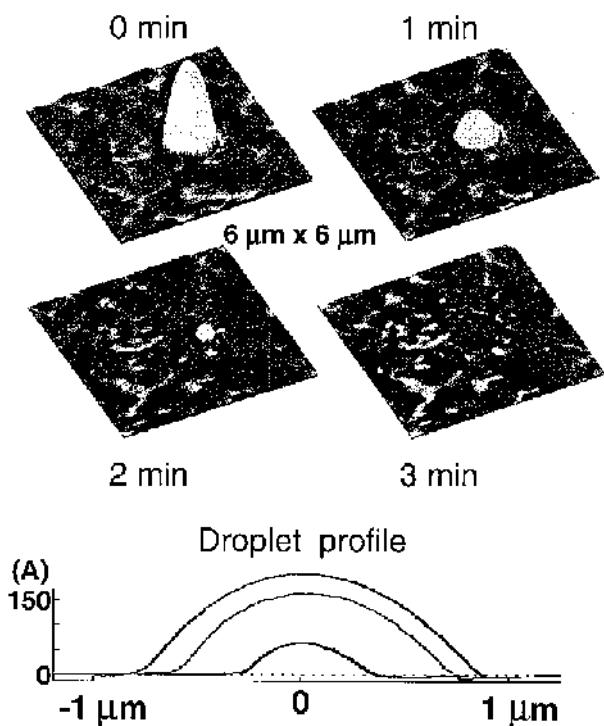 0 min 1 min
6 μm x 6 μm
2 min 3 min
Droplet profile
(A)
150
0
-1 μm 0 1 μm